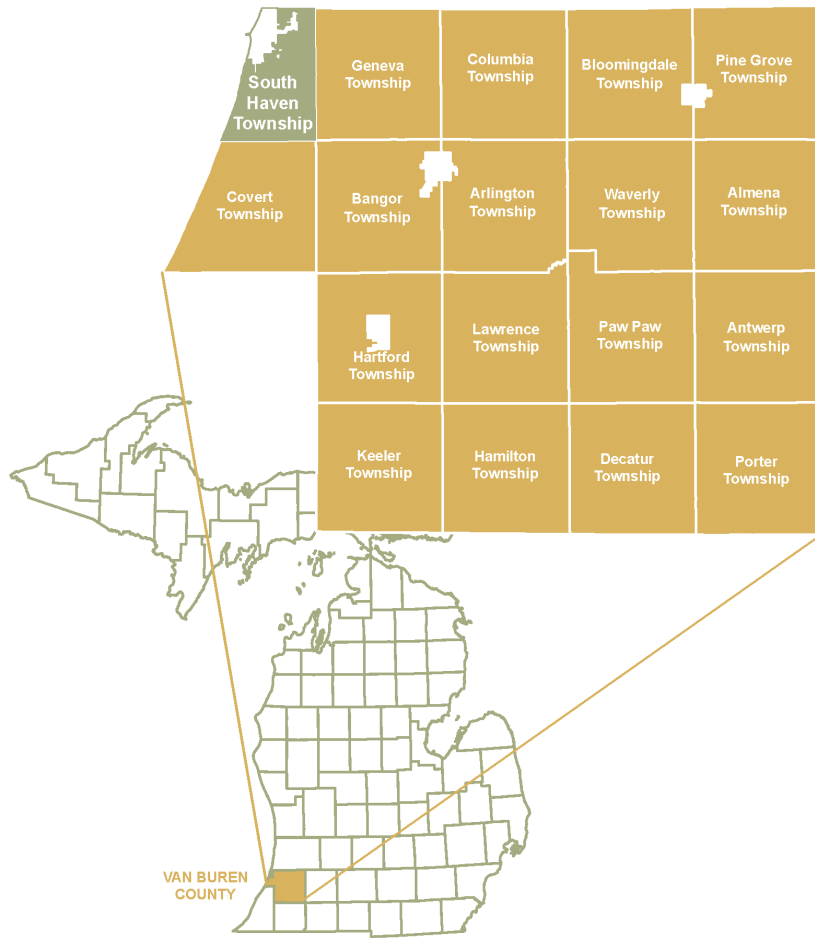 South
Haven
Township
Geneva
Township
Columbia
Township
Bloomingdale
Township
Pine Grove
Township
Covert
Township
Bangor
Township
Arlington
Township
Waverly
Township
Almena
Township
Hartford
Township
Lawrence
Township
Paw Paw
Township
Antwerp
Township
Keeler
Township
Hamilton
Township
Decatur
Township
Porter
Township
VAN BUREN
COUNTY